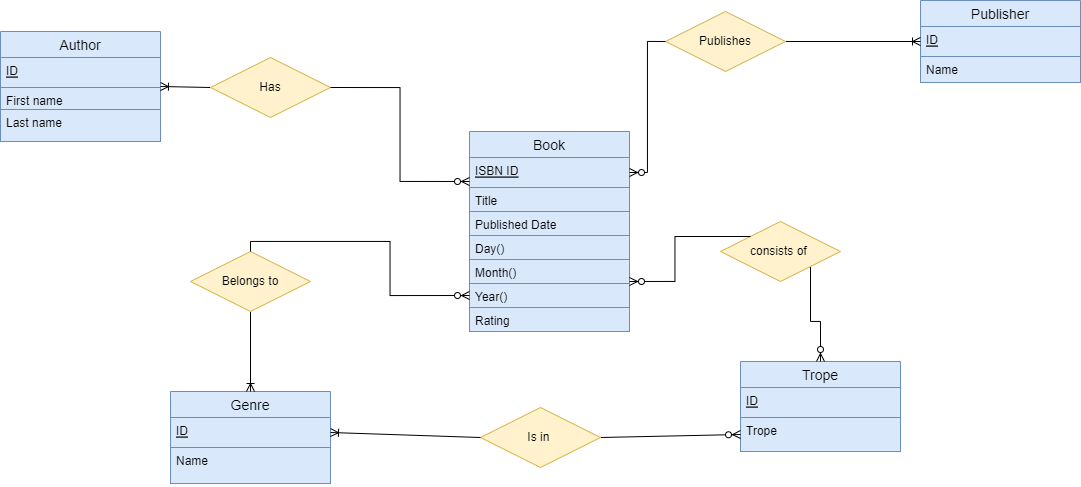 Publisher
ID
Name
Publishes
Author
ID
First name
Last name
Has
Book
ISBN ID
Title
Published Date
Day()
Month()
Year()
Rating
consists of
Belongs to
Trope
ID
Trope
Genre
ID
Name
Is in